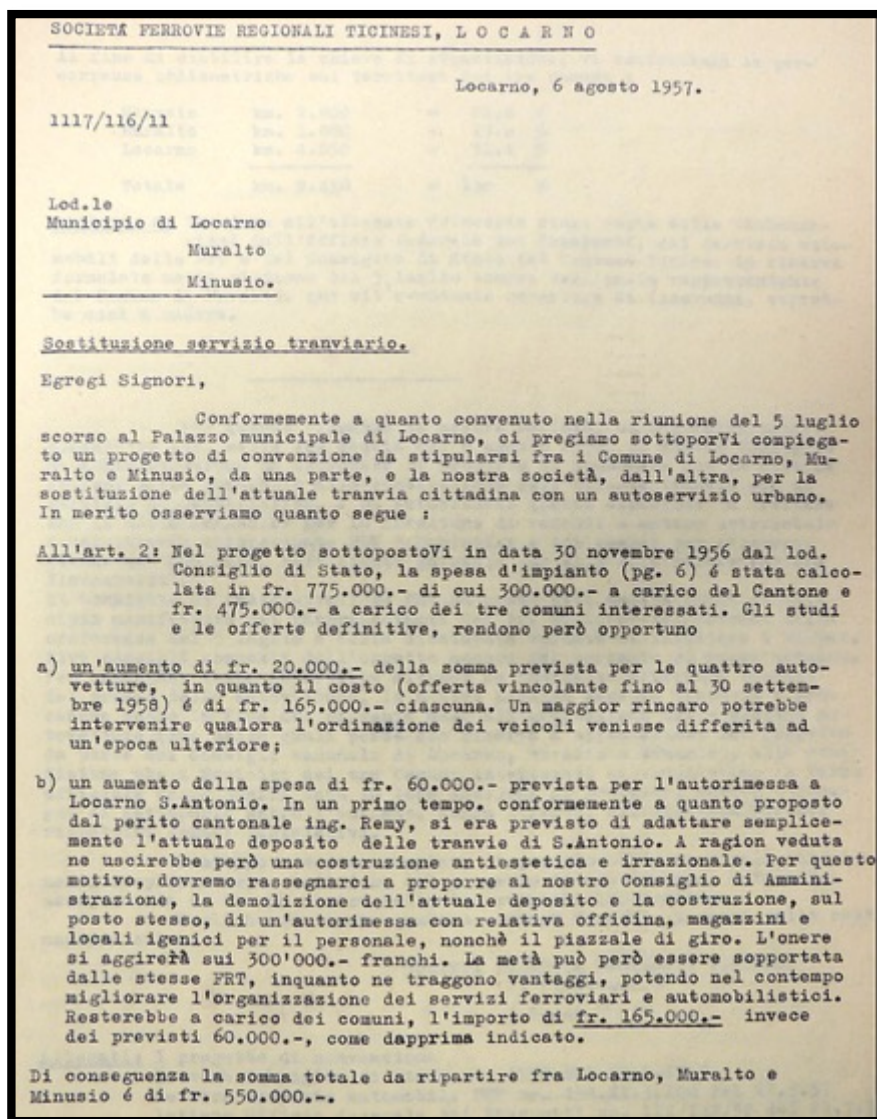 SOCIETÀ FERROVIE REGIONALI TICINESI, L O C A R N O
Locarno, 6 agosto 1957.
1117/116/11
Lod.le
Municipio di Locarno
Muralto
Minusio.
Sostituzione servizio tranviario.
Egregi Signori,
Conformemente a quanto convenuto nella riunione del 5 luglio
scorso al Palazzo municipale di Locarno, ci pregiamo sottoporVi compiega-
to un progetto di convenzione da stipularsi fra i Comune di Locarno, Mu-
ralto e Minusio, da una parte, e la nostra società, dall'altra, per la
sostituzione dell'attuale tranvia cittadina con un autoservizio urbano.
In merito osserviamo quanto segue :
All'art. 2: Nel progetto sottopostoVi in data 30 novembre 1956 dal lod.
Consiglio di Stato, la spesa d'impianto (pg. 6) é stata calco-
lata in fr. 775.000.- di cui 300.000.- a carico del Cantone e
fr. 475.000.- a carico dei tre comuni interessati. Gli studi
e le offerte definitive, rendono però opportuno
a) un'aumento di fr. 20.000.- della somma prevista per le quattro auto-
vetture, in quanto il costo (offerta vincolante fino al 30 settem-
bre 1958) é di fr. 165.000.- ciascuna. Un maggior rincaro potrebbe
intervenire qualora l'ordinazione dei veicoli venisse differita ad
un'epoca ulteriore;
b) un aumento della spesa di fr. 60.000.- prevista per l'autorimessa a
Locarno S.Antonio. In un primo tempo. conformemente a quanto proposto
dal perito cantonale ing. Remy, si era previsto di adattare semplice-
mente l'attuale deposito delle tranvie di S.Antonio. A ragion veduta
ne uscirebbe però una costruzione antiestetica e irrazionale. Per questo
motivo, dovremo rassegnarci a proporre al nostro Consiglio di Ammini-
strazione, la demolizione dell'attuale deposito e la costruzione, sul
posto stesso, di un'autorimessa con relativa officina, magazzini e
locali igenici per il personale, nonchè il piazzale di giro. L'onere
si aggirerà sui 300'000.- franchi. La metà può però essere sopportata
dalle stesse FRT, inquanto ne traggono vantaggi, potendo nel contempo
migliorare l'organizzazione dei servizi ferroviari e automobilistici.
Resterebbe a carico dei comuni, l'importo di fr. 165.000.- invece
dei previsti 60.000.-, come dapprima indicato.
Di conseguenza la somma totale da ripartire fra Locarno, Muralto e
Minusio é di fr. 550.000.-.